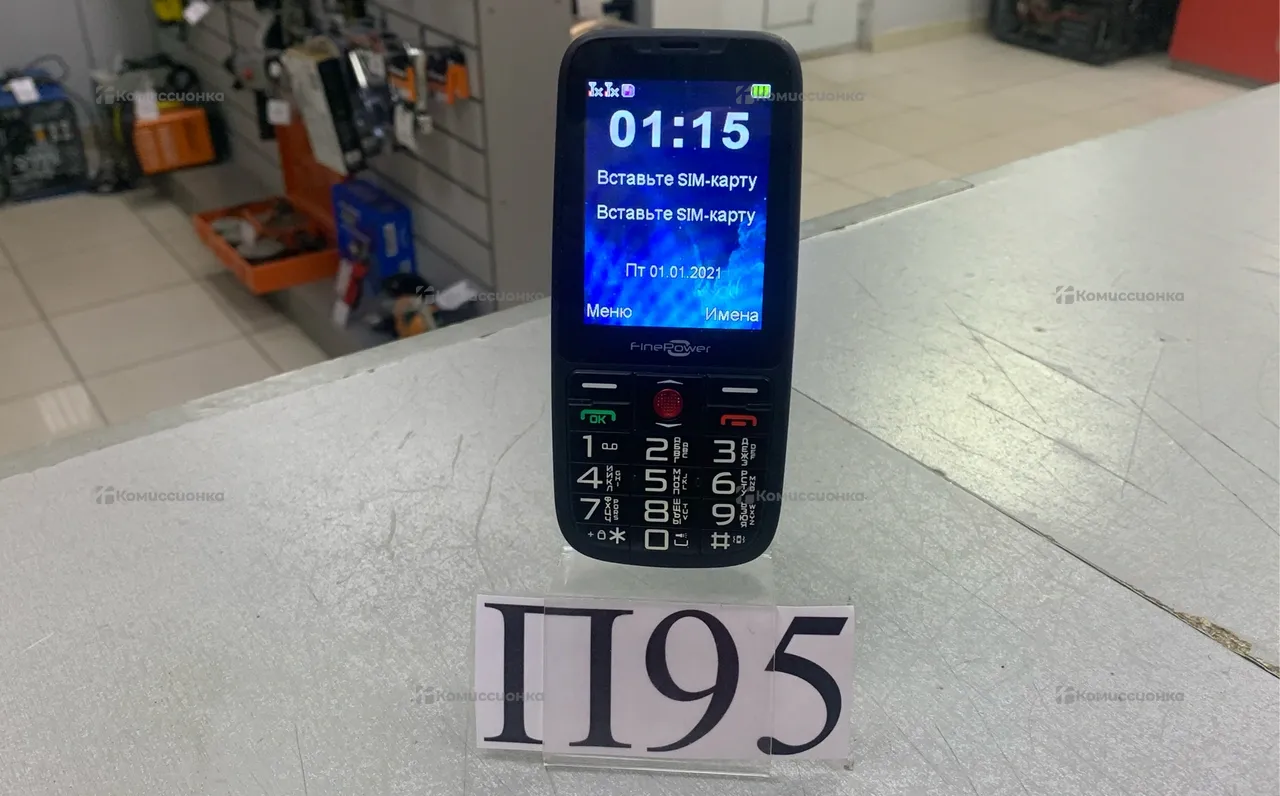 01:15
Вставьте SIM-карту
Вставьте SIM-карту
Пт 01.01.2021
Меню Имена
FinePower
OK
1 2 3
4 5 6
7 8 9
+ * 0 #
П95
Комиссионка
Комиссионка
Комиссионка
Комиссионка
Комиссионка
Комиссионка
Комиссионка
Комиссионка